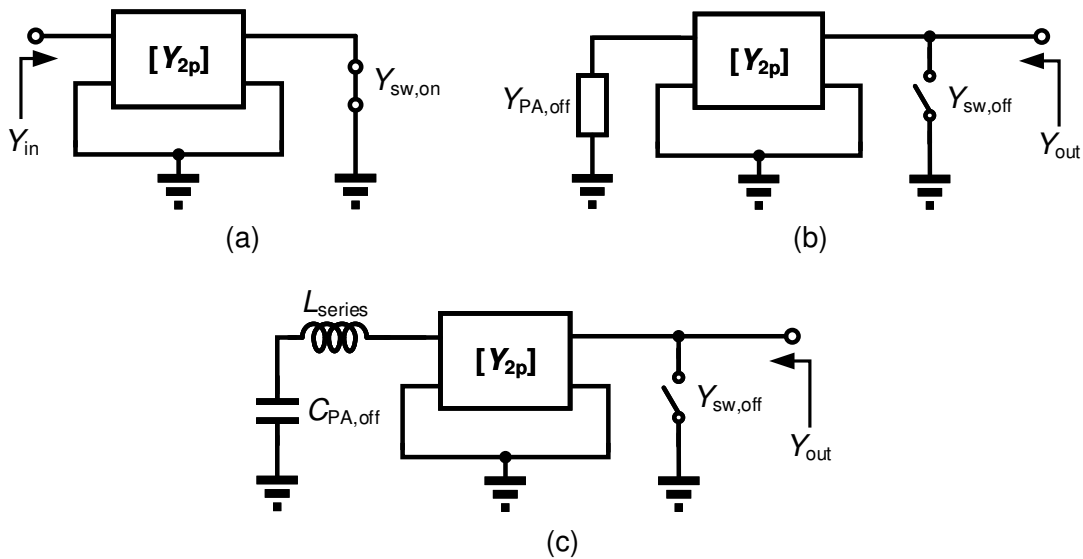 [Y2p]
Ysw,on
Yin
(a)
[Y2p]
YPA,off
Ysw,off
Yout
(b)
Lseries
[Y2p]
CPA,off
Ysw,off
Yout
(c)